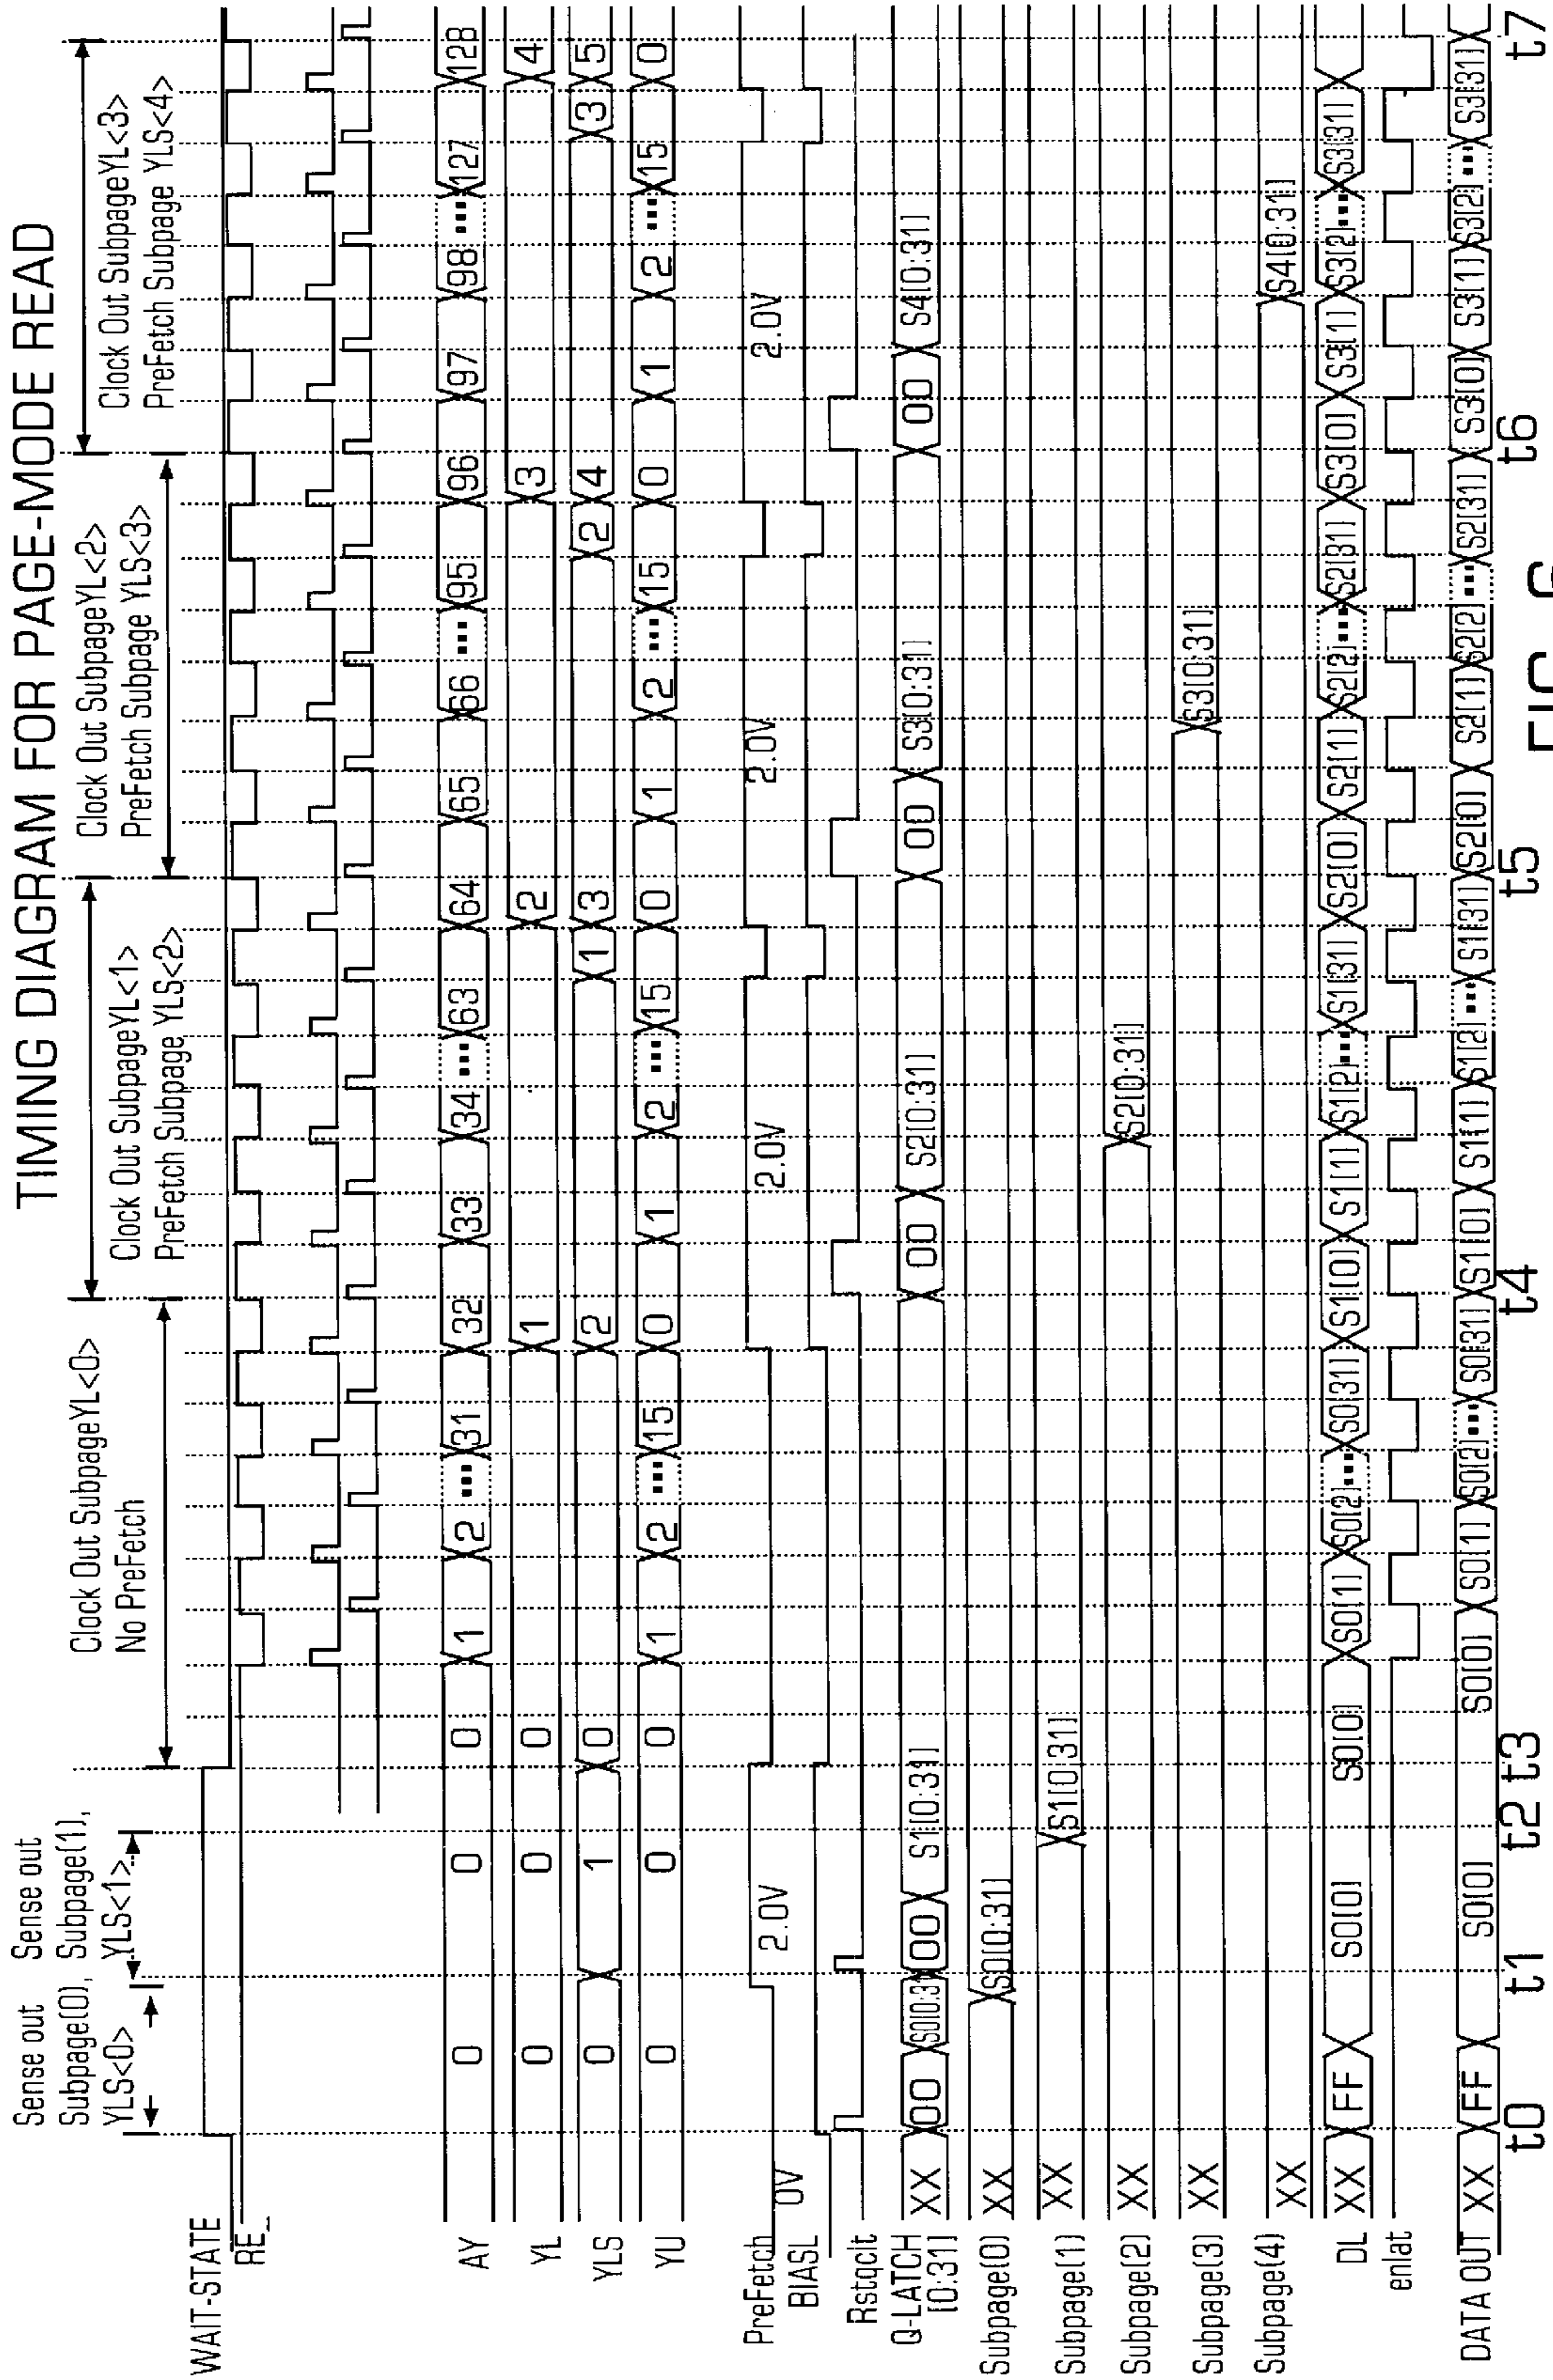 TIMING DIAGRAM FOR PAGE-MODE READ
Sense out Subpage(0), YLS<0>
Sense out Subpage(1), YLS<1>
Clock Out SubpageYL<0>
No PreFetch
Clock Out SubpageYL<1>
PreFetch Subpage YLS<2>
Clock Out SubpageYL<2>
PreFetch Subpage YLS<3>
Clock Out SubpageYL<3>
PreFetch Subpage YLS<4>
WAIT-STATE
RE_
AY 0 0 0 1 2 ... 31 32 33 34 ... 63 64 65 66 ... 95 96 97 98 ... 127 128
YL 0 0 0 1 2 3 4
YLS 0 1 0 2 1 3 2 4 3 5
YU 0 0 0 1 2 ... 15 0 1 2 ... 15 0 1 2 ... 15 0 1 2 ... 15 0
PreFetch 2.0V 2.0V 2.0V 2.0V
BIASL 0V
Rstqclt
Q-LATCH [0:31] XX 00 S0[0:31] 00 S1[0:31] 00 S2[0:31] 00 S3[0:31] 00 S4[0:31]
Subpage(0) XX S0[0:31]
Subpage(1) XX S1[0:31]
Subpage(2) XX S2[0:31]
Subpage(3) XX S3[0:31]
Subpage(4) XX S4[0:31]
DL XX FF S0[0] S0[0] S0[1] S0[2] ... S0[31] S1[0] S1[1] S1[2] ... S1[31] S2[0] S2[1] S2[2] ... S2[31] S3[0] S3[1] S3[2] ... S3[31]
enlat
DATA OUT XX FF S0[0] S0[0] S0[1] S0[2] ... S0[31] S1[0] S1[1] S1[2] ... S1[31] S2[0] S2[1] S2[2] ... S2[31] S3[0] S3[1] S3[2] ... S3[31]
t0 t1 t2 t3 t4 t5 t6 t7